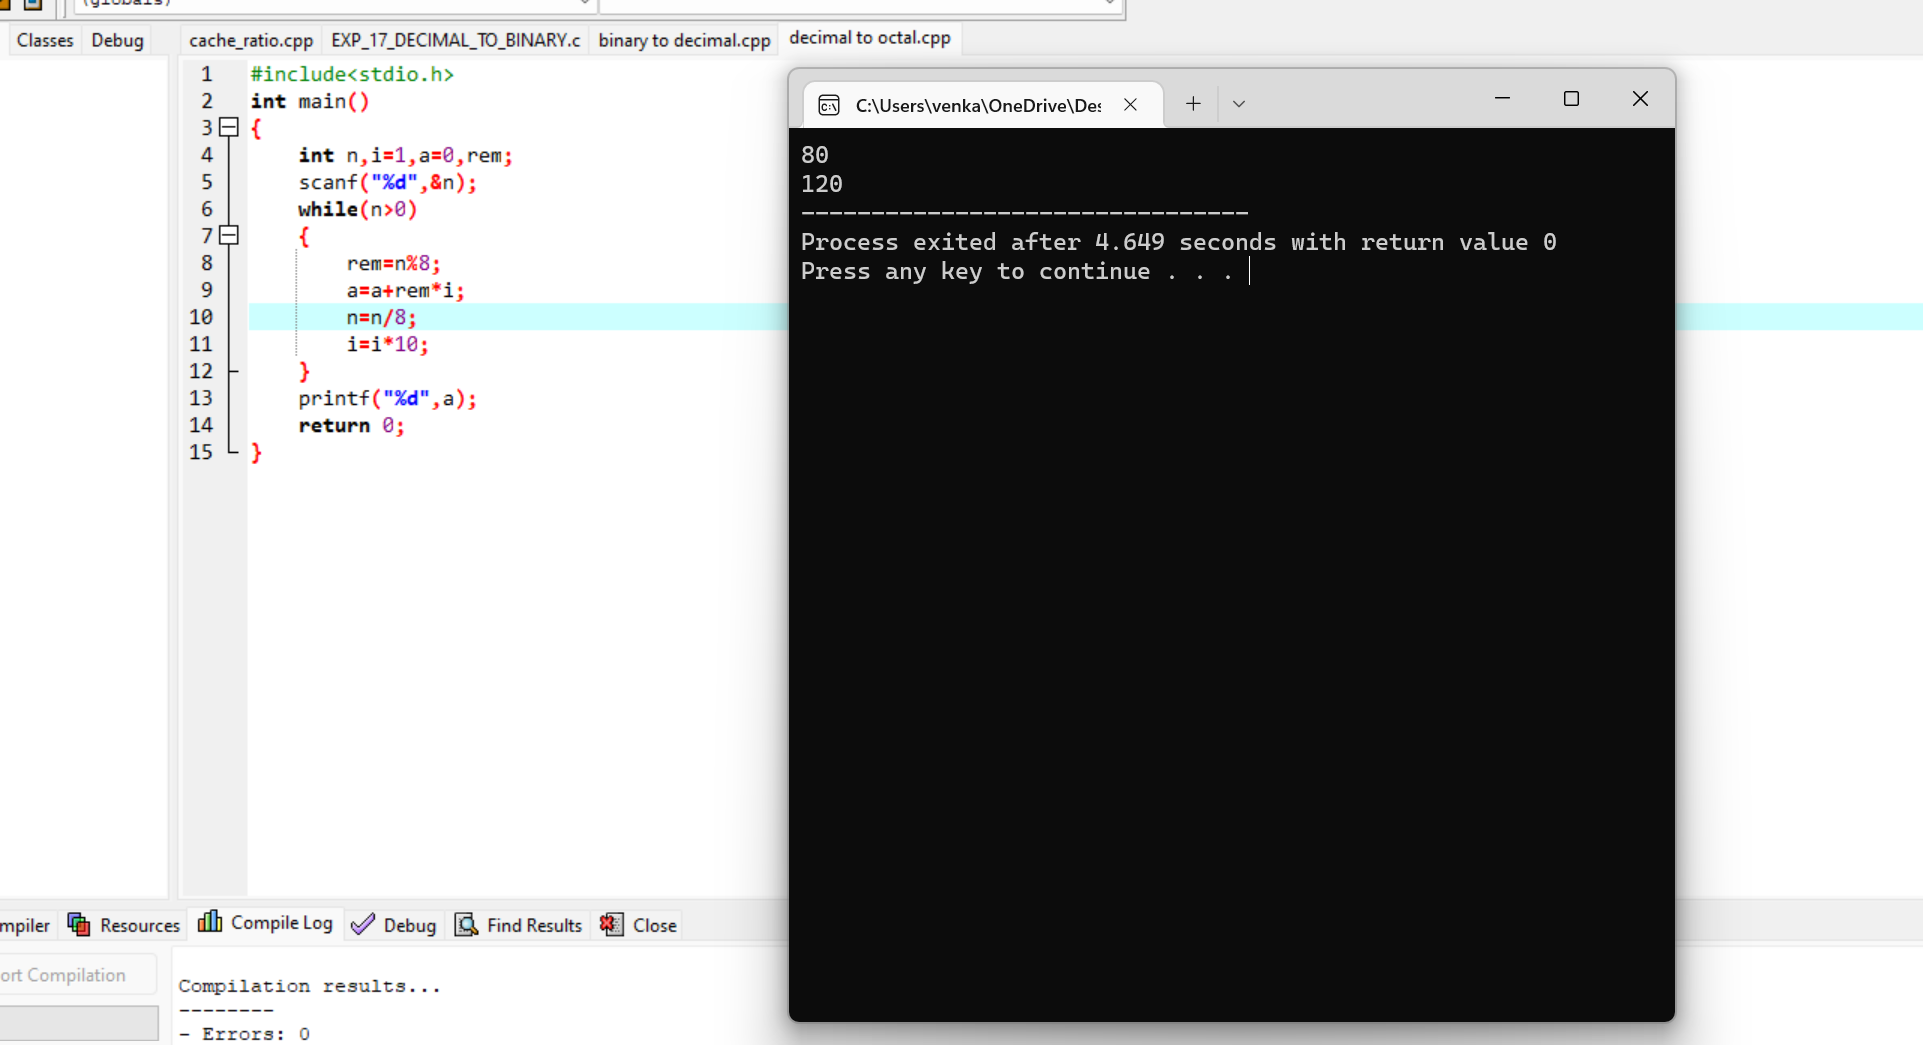 (globals)
Classes Debug cache_ratio.cpp EXP_17_DECIMAL_TO_BINARY.c binary to decimal.cpp decimal to octal.cpp
1 #include<stdio.h>
2 int main()
3 {
4 int n,i=1,a=0,rem;
5 scanf("%d",&n);
6 while(n>0)
7 {
8 rem=n%8;
9 a=a+rem*i;
10 n=n/8;
11 i=i*10;
12 }
13 printf("%d",a);
14 return 0;
15 }
C:\Users\venka\OneDrive\Des
80
120
--------------------------------
Process exited after 4.649 seconds with return value 0
Press any key to continue . . .
mpiler Resources Compile Log Debug Find Results Close
ort Compilation
Compilation results...
--------
- Errors: 0